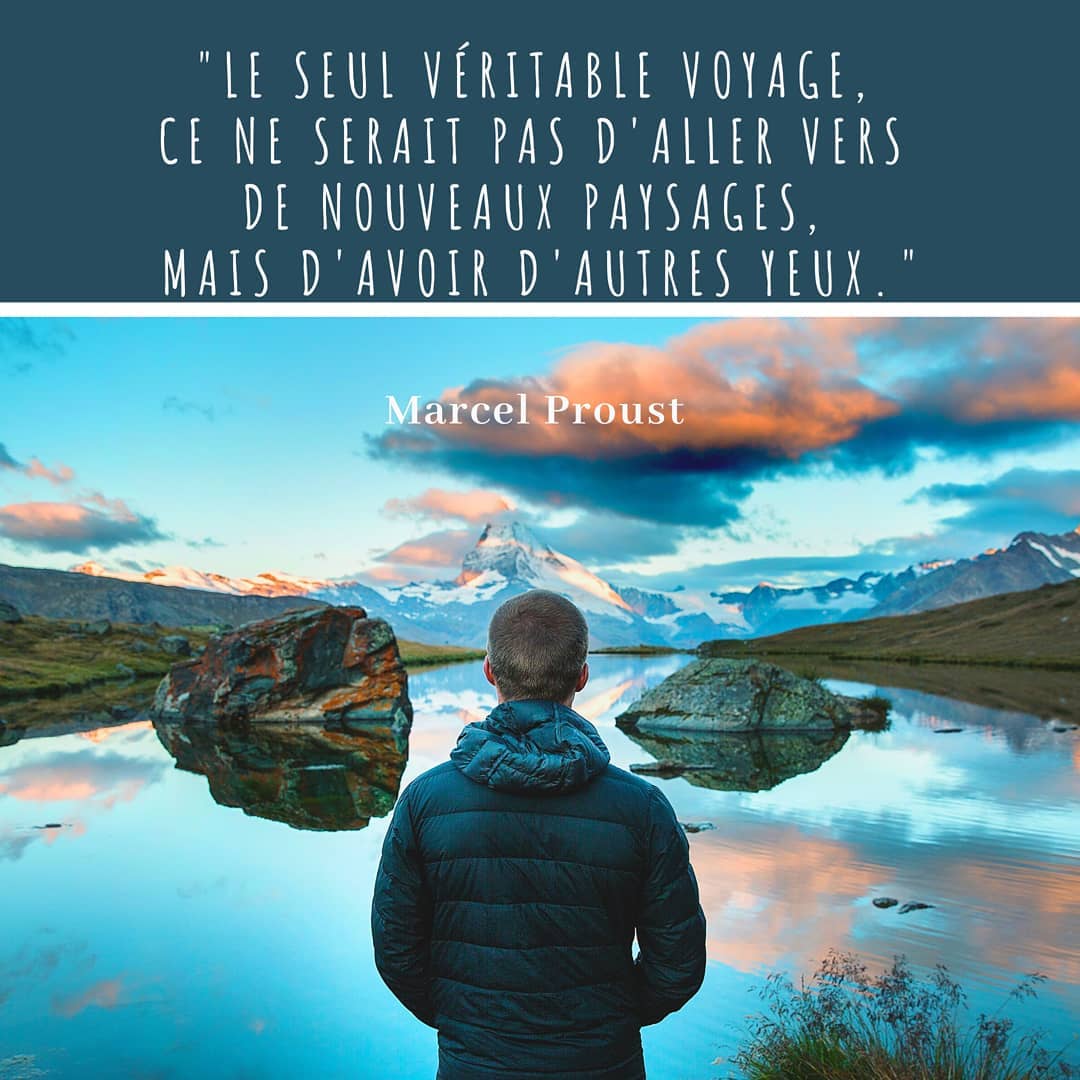 "LE SEUL VÉRITABLE VOYAGE,
CE NE SERAIT PAS D'ALLER VERS
DE NOUVEAUX PAYSAGES,
MAIS D'AVOIR D'AUTRES YEUX."
Marcel Proust